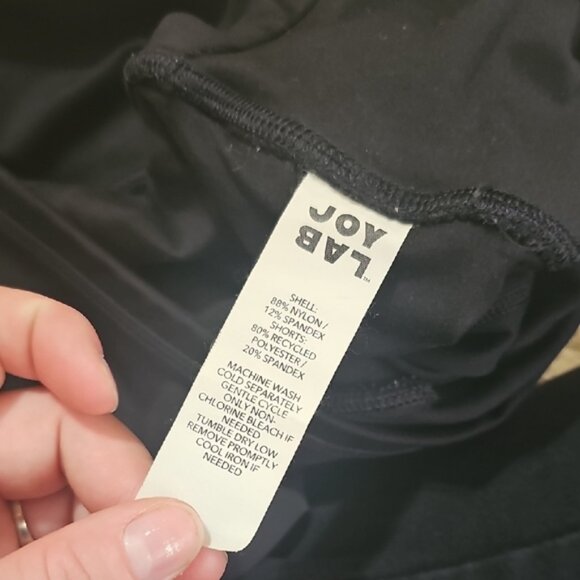 JOY
LAB™
SHELL:
88% NYLON /
12% SPANDEX
SHORTS:
80% RECYCLED
POLYESTER /
20% SPANDEX
MACHINE WASH
COLD SEPARATELY
GENTLE CYCLE
ONLY NON-
CHLORINE BLEACH IF
NEEDED
TUMBLE DRY LOW
REMOVE PROMPTLY
COOL IRON IF
NEEDED